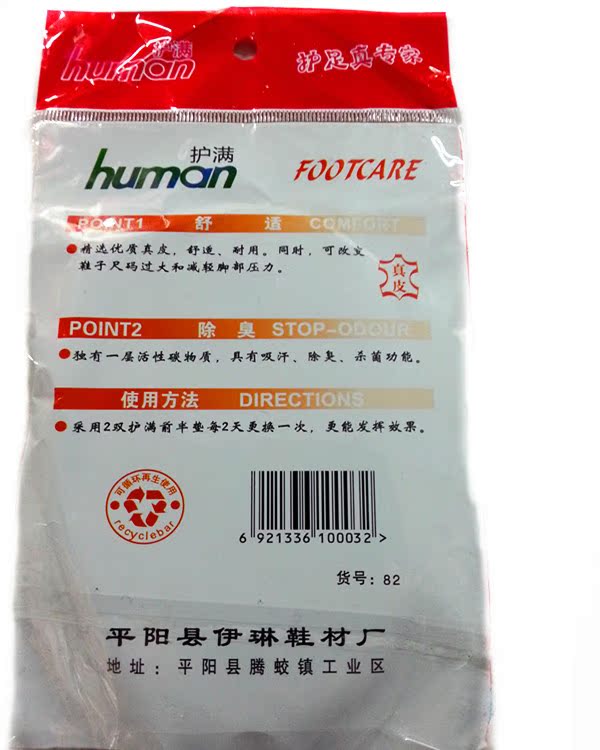 护满
human
护足真专家
护满
human
FOOTCARE
POINT1 舒 适 COMFORT
精选优质真皮，舒适、耐用。同时，可改变
鞋子尺码过大和减轻脚部压力。
真皮
POINT2 除 臭 STOP-ODOUR
独有一层活性碳物质，具有吸汗、除臭、杀菌功能。
使用方法 DIRECTIONS
采用2双护满前半垫每2天更换一次，更能发挥效果。
可循环再生使用
recyclebar
6 921336 100032 >
货号：82
平阳县伊琳鞋材厂
地址：平阳县腾蛟镇工业区